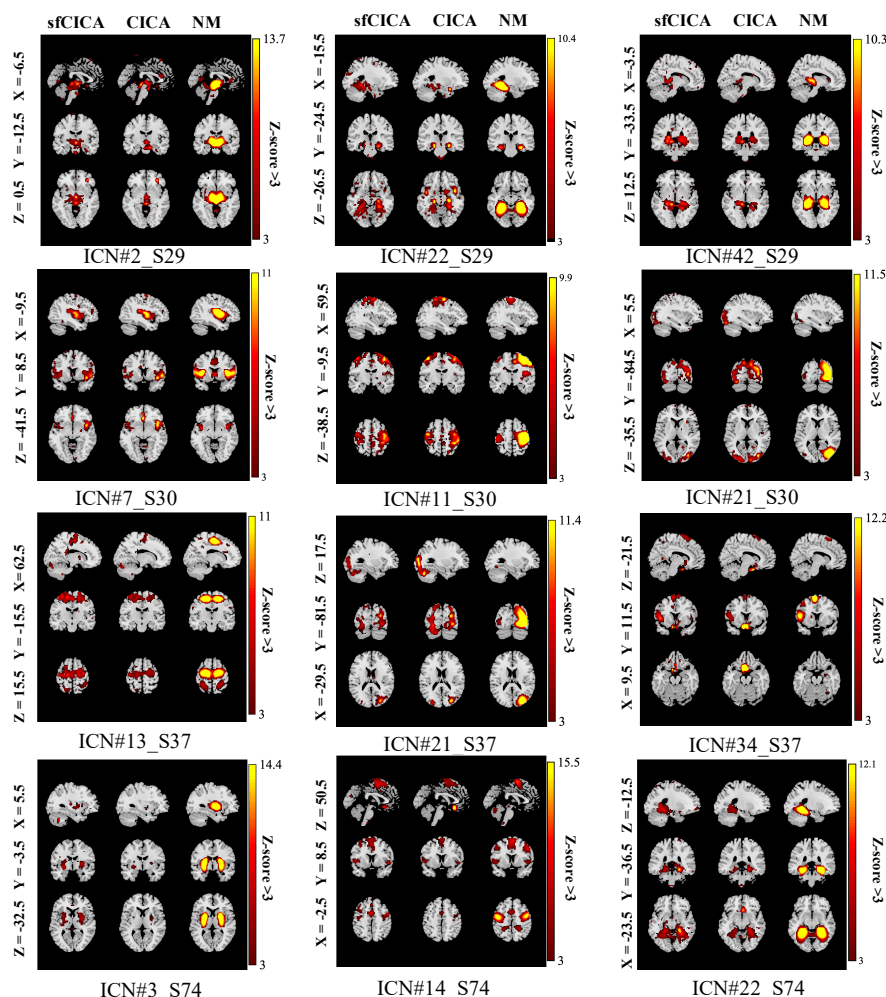 sfCICA CICA NM sfCICA CICA NM sfCICA CICA NM
X = -6.5
Y = -12.5
Z = 0.5
13.7
Z-score >3
3
ICN#2_S29
X = -15.5
Y = -24.5
Z = -26.5
10.4
Z-score >3
3
ICN#22_S29
X = -3.5
Y = -33.5
Z = 12.5
10.3
Z-score >3
3
ICN#42_S29
X = -9.5
Y = 8.5
Z = -41.5
11
Z-score >3
3
ICN#7_S30
X = 59.5
Y = -9.5
Z = -38.5
9.9
Z-score >3
3
ICN#11_S30
X = 5.5
Y = -84.5
Z = -35.5
11.5
Z-score >3
3
ICN#21_S30
X= 62.5
Y = -15.5
Z = 15.5
11
Z-score >3
3
ICN#13_S37
Z = 17.5
Y = -81.5
X = -29.5
11.4
Z-score >3
3
ICN#21_S37
Z = -21.5
Y = 11.5
X = 9.5
12.2
Z-score >3
3
ICN#34_S37
X = 5.5
Y = -3.5
Z = -32.5
14.4
Z-score >3
3
ICN#3_S74
Z = 50.5
Y = 8.5
X = -2.5
15.5
Z-score >3
3
ICN#14_S74
Z = -12.5
Y = -36.5
X = -23.5
12.1
Z-score >3
3
ICN#22_S74